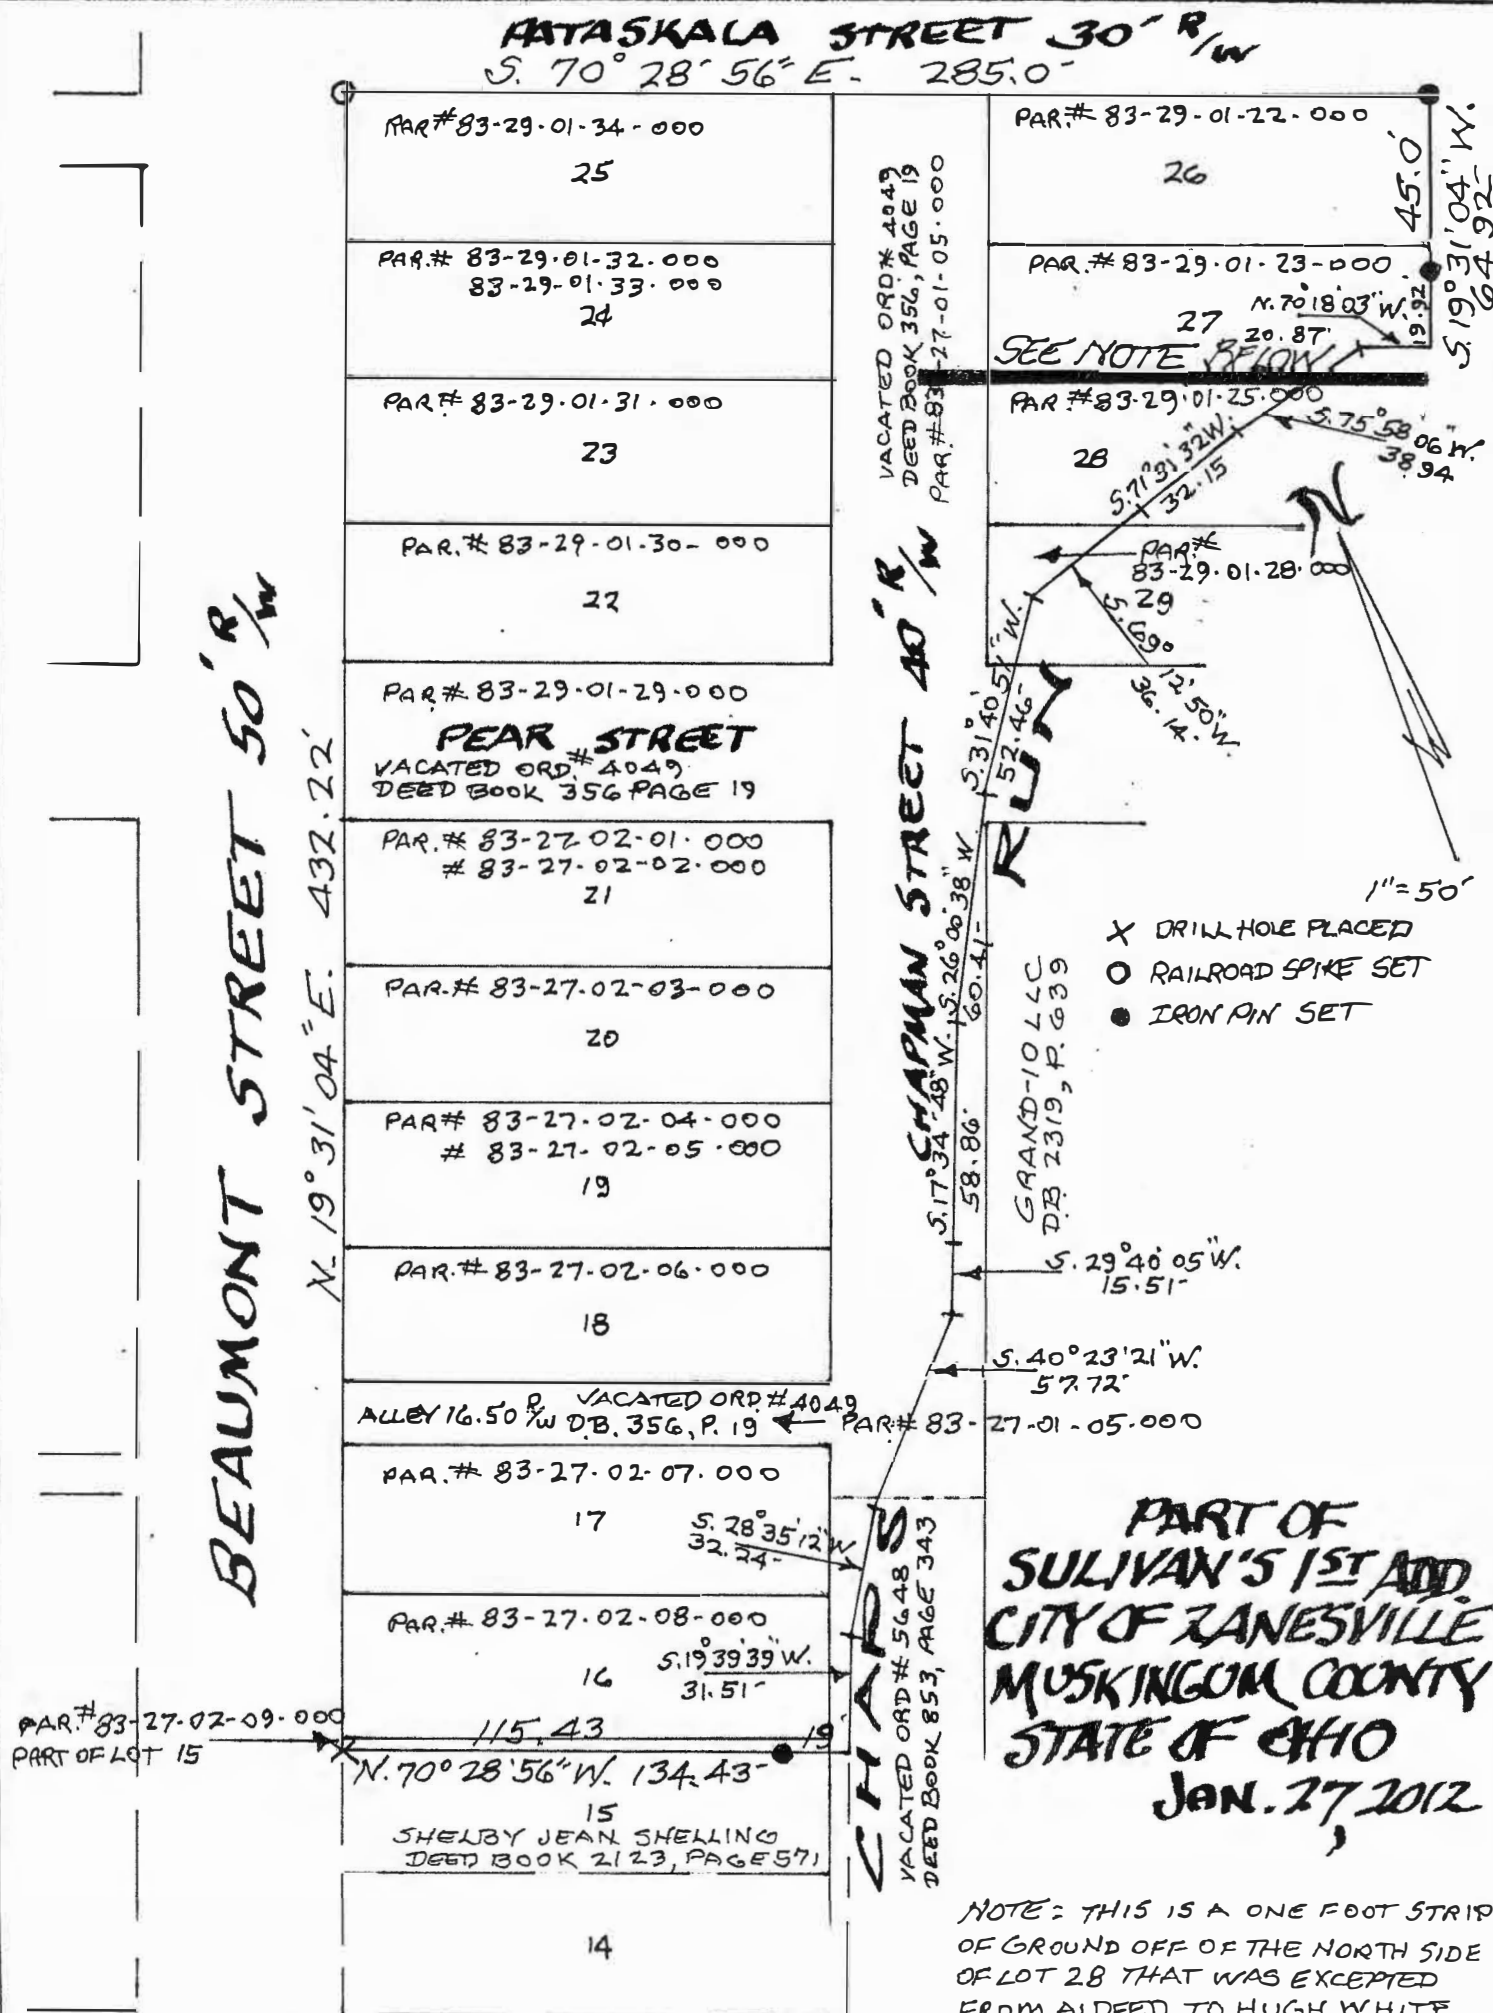 PATASKALA STREET 30' R/W
S. 70° 28' 56" E. 285.0'
PAR# 83-29-01-34-000
25
PAR.# 83-29-01-32-000
83-29-01-33-000
24
PAR.# 83-29-01-31-000
23
PAR.# 83-29-01-30-000
22
PAR.# 83-29-01-29-000
PEAR STREET
VACATED ORD.# 4049
DEED BOOK 356 PAGE 19
PAR.# 83-27-02-01-000
# 83-27-02-02-000
21
PAR.# 83-27-02-03-000
20
PAR# 83-27-02-04-000
# 83-27-02-05-000
19
PAR.# 83-27-02-06-000
18
ALLEY 16.50 R/W VACATED ORD.# 4049
D.B. 356, P. 19
PAR# 83-27-01-05-000
PAR.# 83-27-02-07-000
17
S. 28° 35' 12" W
32.24'
PAR.# 83-27-02-08-000
16
S. 19° 39' 39" W.
31.51'
115.43
19'
N. 70° 28' 56" W. 134.43'
PAR.# 83-27-02-09-000
PART OF LOT 15
15
SHELBY JEAN SHELLING
DEED BOOK 2123, PAGE 571
14
BEAUMONT STREET 50' R/W
N. 19° 31' 04" E. 432.22'
VACATED ORD# 4049
DEED BOOK 356, PAGE 19
PAR.# 83-27-01-05-000
CHAPMAN STREET 40' R/W
PAR.# 83-29-01-22-000
26
45.0'
S. 19° 31' 04" W.
64.92'
PAR.# 83-29-01-23-000
27
N. 70° 18' 03" W.
20.87'
19.92
SEE NOTE BELOW
PAR.# 83-29-01-25-000
28
S. 75° 58' 06" W.
38.94
S. 71° 31' 32" W.
32.15
PAR.#
83-29-01-28-000
29
S. 69° 12' 50" W.
36.14'
N
1" = 50'
S. 31° 40' 51" W.
52.46'
RUN
S. 26° 00' 38" W.
60.41'
S. 17° 34' 48" W.
58.86'
GRAND-10 LLC
D.B. 2319, P. 639
X DRILL HOLE PLACED
O RAILROAD SPIKE SET
● IRON PIN SET
S. 29° 40' 05" W.
15.51'
S. 40° 23' 21" W.
57.72'
CHAPS
VACATED ORD# 5648
DEED BOOK 853, PAGE 343
PART OF
SULIVAN'S 1ST ADD.
CITY OF ZANESVILLE
MUSKINGUM COUNTY
STATE OF OHIO
JAN. 27, 2012
NOTE: THIS IS A ONE FOOT STRIP
OF GROUND OFF OF THE NORTH SIDE
OF LOT 28 THAT WAS EXCEPTED
FROM A DEED TO HUGH WHITE